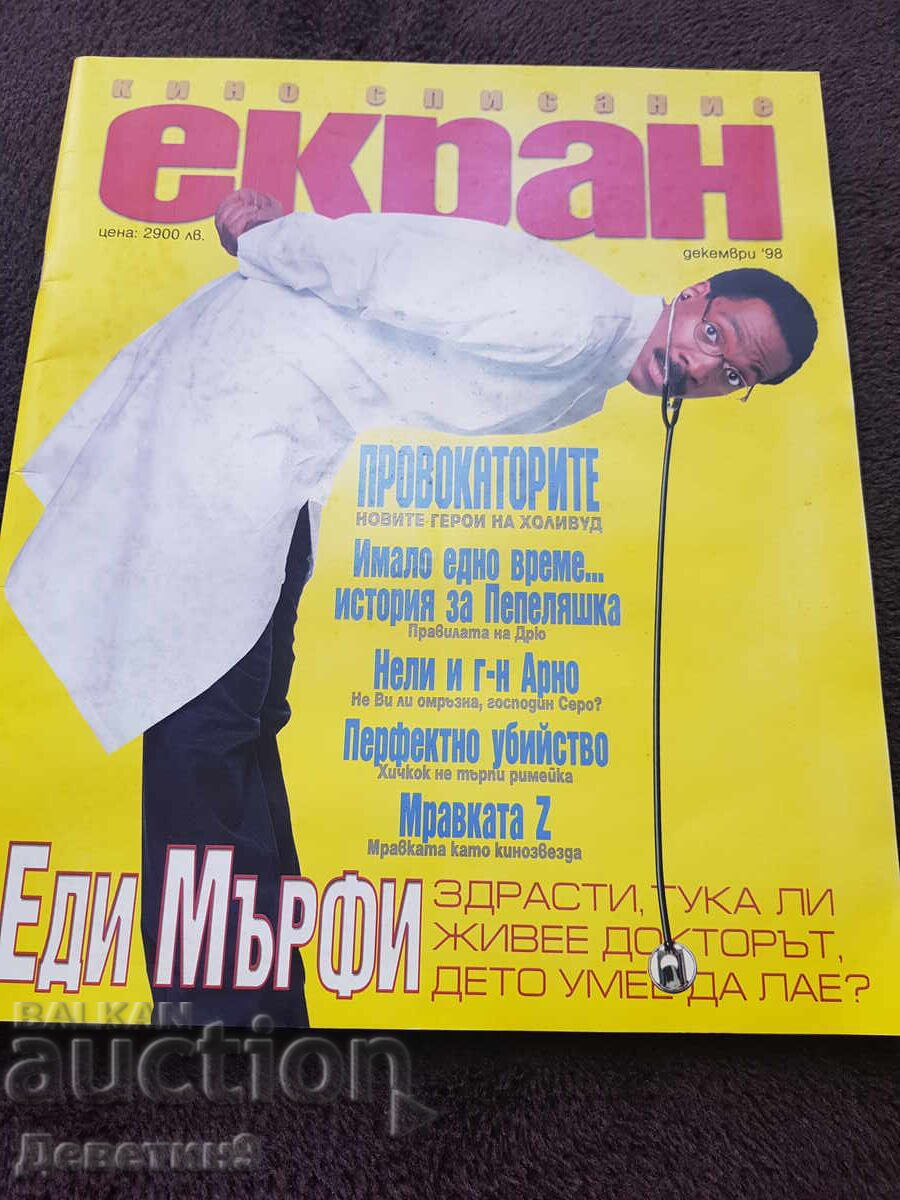 кино списание
екран
цена: 2900 лв.
декември '98
ПРОВОКАТОРИТЕ
НОВИТЕ ГЕРОИ НА ХОЛИВУД
Имало едно време...
история за Пепеляшка
Правилата на Дрю
Нели и г-н Арно
Не Ви ли омръзна, господин Серо?
Перфектно убийство
Хичкок не търпи римейка
Мравката Z
Мравката като кинозвезда
Еди Мърфи
ЗДРАСТИ, ТУКА ЛИ
ЖИВЕЕ ДОКТОРЪТ,
ДЕТО УМЕЕ ДА ЛАЕ?
BALKAN
auction
Деветин9